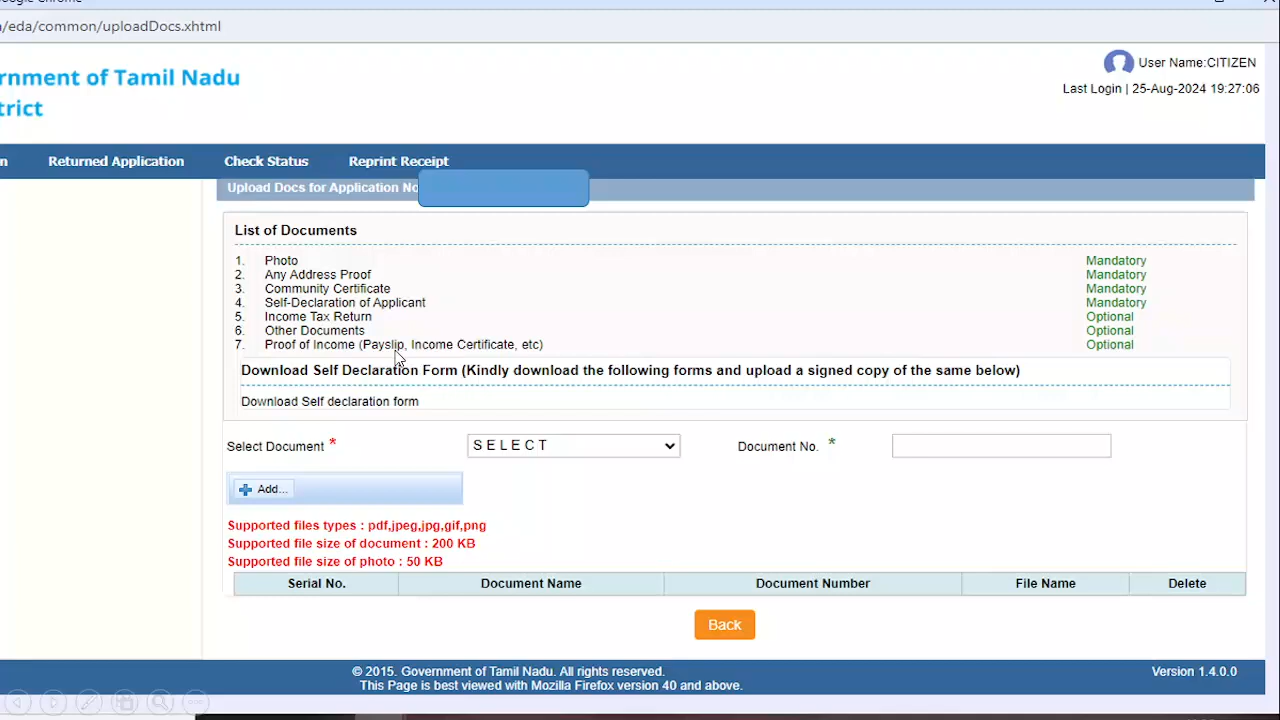 /eda/common/uploadDocs.xhtml
rnment of Tamil Nadu
trict
User Name:CITIZEN
Last Login | 25-Aug-2024 19:27:06
n Returned Application Check Status Reprint Receipt
Upload Docs for Application No
List of Documents
1. Photo Mandatory
2. Any Address Proof Mandatory
3. Community Certificate Mandatory
4. Self-Declaration of Applicant Mandatory
5. Income Tax Return Optional
6. Other Documents Optional
7. Proof of Income (Payslip, Income Certificate, etc) Optional
Download Self Declaration Form (Kindly download the following forms and upload a signed copy of the same below)
Download Self declaration form
Select Document * S E L E C T Document No. *
Add...
Supported files types : pdf,jpeg,jpg,gif,png
Supported file size of document : 200 KB
Supported file size of photo : 50 KB
Serial No. Document Name Document Number File Name Delete
Back
© 2015. Government of Tamil Nadu. All rights reserved. Version 1.4.0.0
This Page is best viewed with Mozilla Firefox version 40 and above.